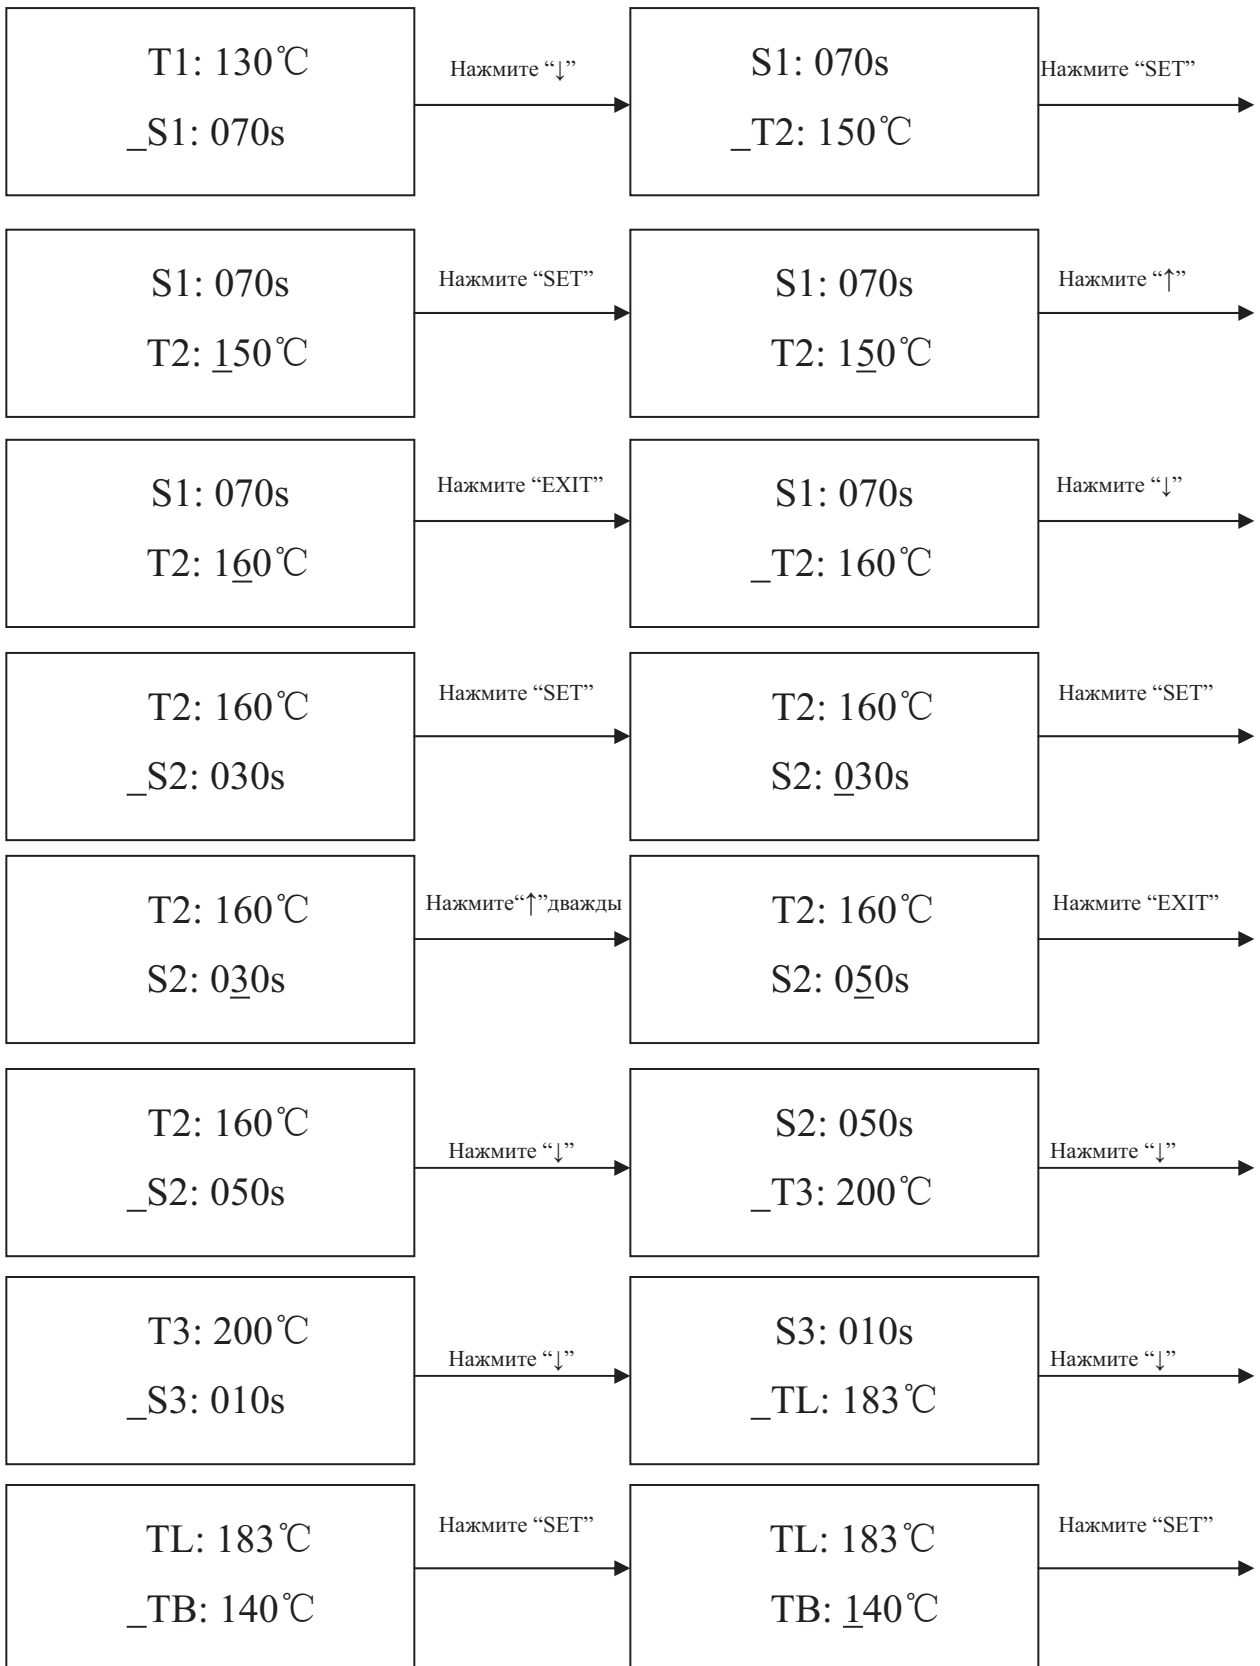 T1: 130℃
_S1: 070s
Нажмите “↓”
S1: 070s
_T2: 150℃
Нажмите “SET”
S1: 070s
T2: 150℃
Нажмите “SET”
S1: 070s
T2: 150℃
Нажмите “↑”
S1: 070s
T2: 160℃
Нажмите “EXIT”
S1: 070s
_T2: 160℃
Нажмите “↓”
T2: 160℃
_S2: 030s
Нажмите “SET”
T2: 160℃
S2: 030s
Нажмите “SET”
T2: 160℃
S2: 030s
Нажмите“↑”дважды
T2: 160℃
S2: 050s
Нажмите “EXIT”
T2: 160℃
_S2: 050s
Нажмите “↓”
S2: 050s
_T3: 200℃
Нажмите “↓”
T3: 200℃
_S3: 010s
Нажмите “↓”
S3: 010s
_TL: 183℃
Нажмите “↓”
TL: 183℃
_TB: 140℃
Нажмите “SET”
TL: 183℃
TB: 140℃
Нажмите “SET”